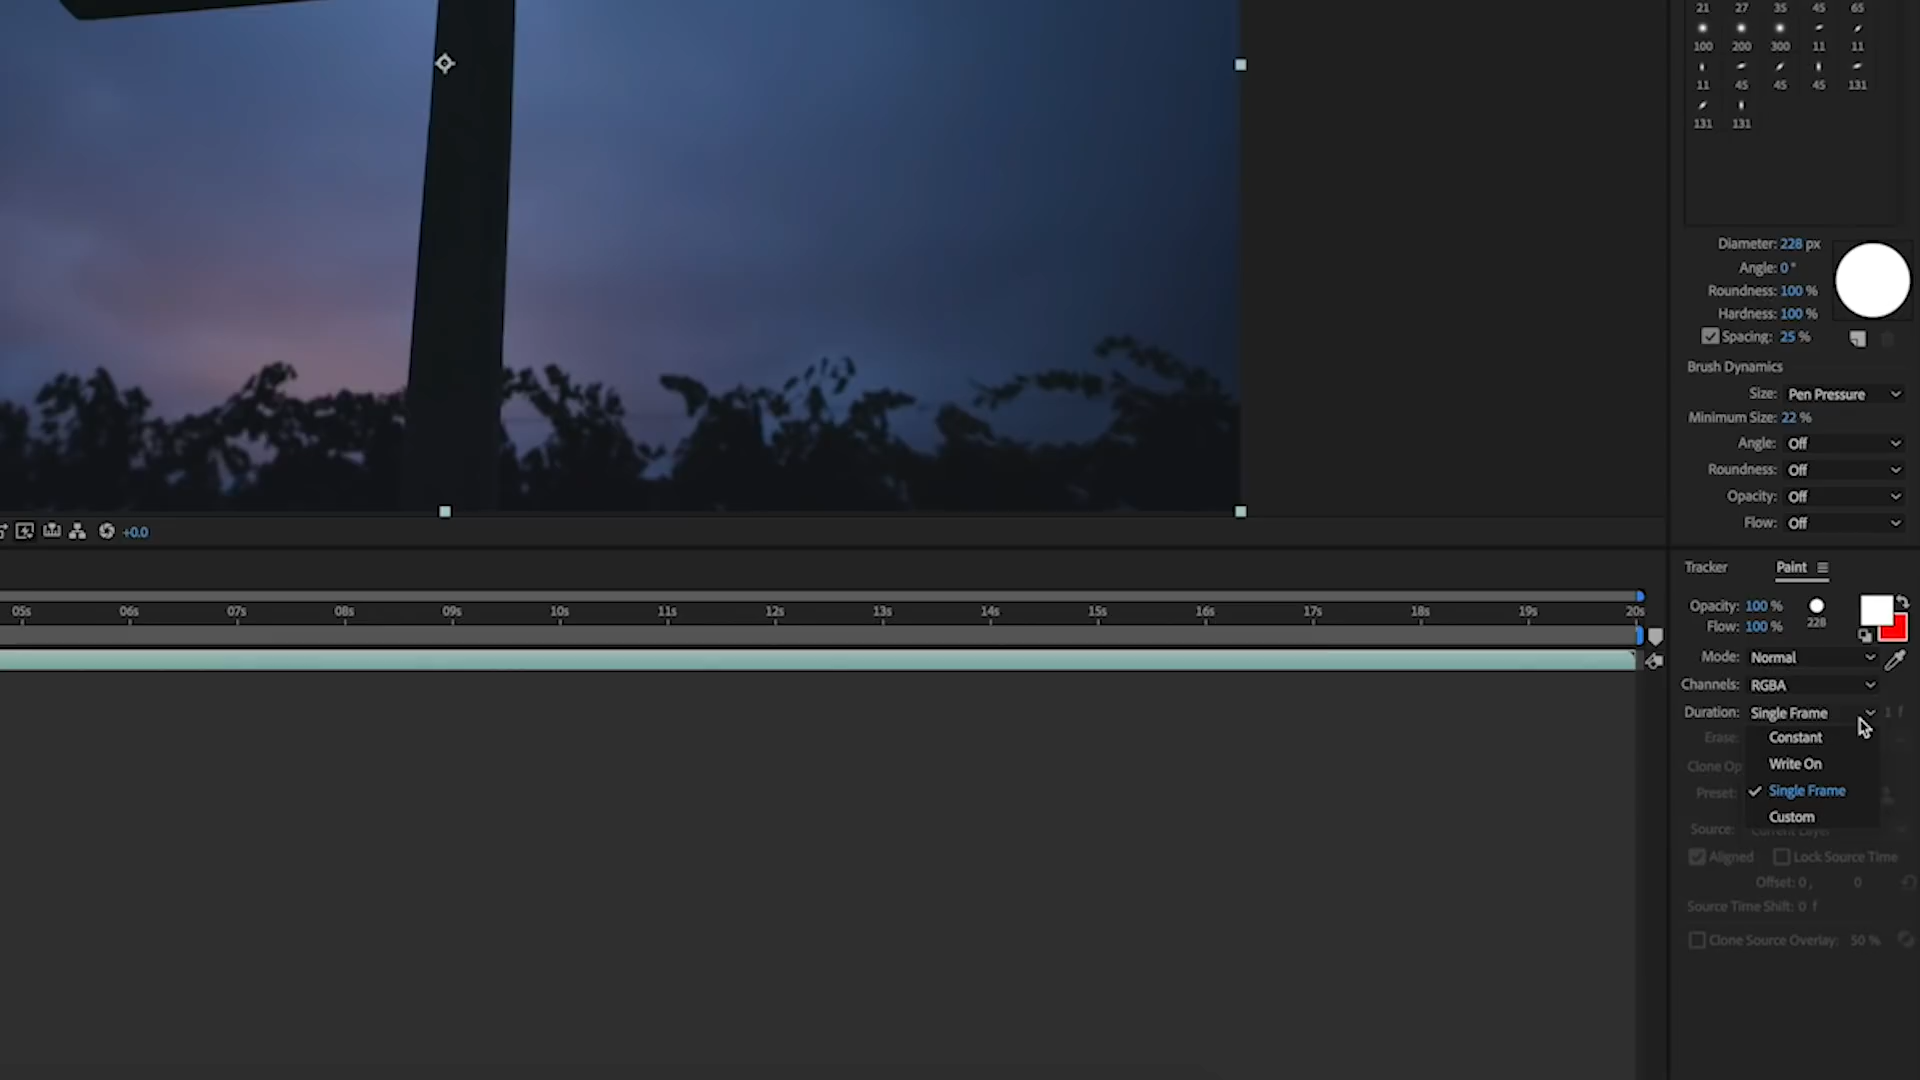 21 27 35 45 65
100 200 300 11 11
11 45 45 45 131
131 131
Diameter: 228 px
Angle: 0 °
Roundness: 100 %
Hardness: 100 %
Spacing: 25 %
Brush Dynamics
Size: Pen Pressure
Minimum Size: 22 %
Angle: Off
Roundness: Off
Opacity: Off
Flow: Off
+0.0
05s 06s 07s 08s 09s 10s 11s 12s 13s 14s 15s 16s 17s 18s 19s 20s
Tracker Paint
Opacity: 100 %
Flow: 100 %
228
Mode: Normal
Channels: RGBA
Duration: Single Frame 1 f
Erase:
Constant
Write On
Clone Op
Single Frame
Preset:
Custom
Source: Current Layer
Aligned Lock Source Time
Offset: 0 , 0
Source Time Shift: 0 f
Clone Source Overlay: 50 %